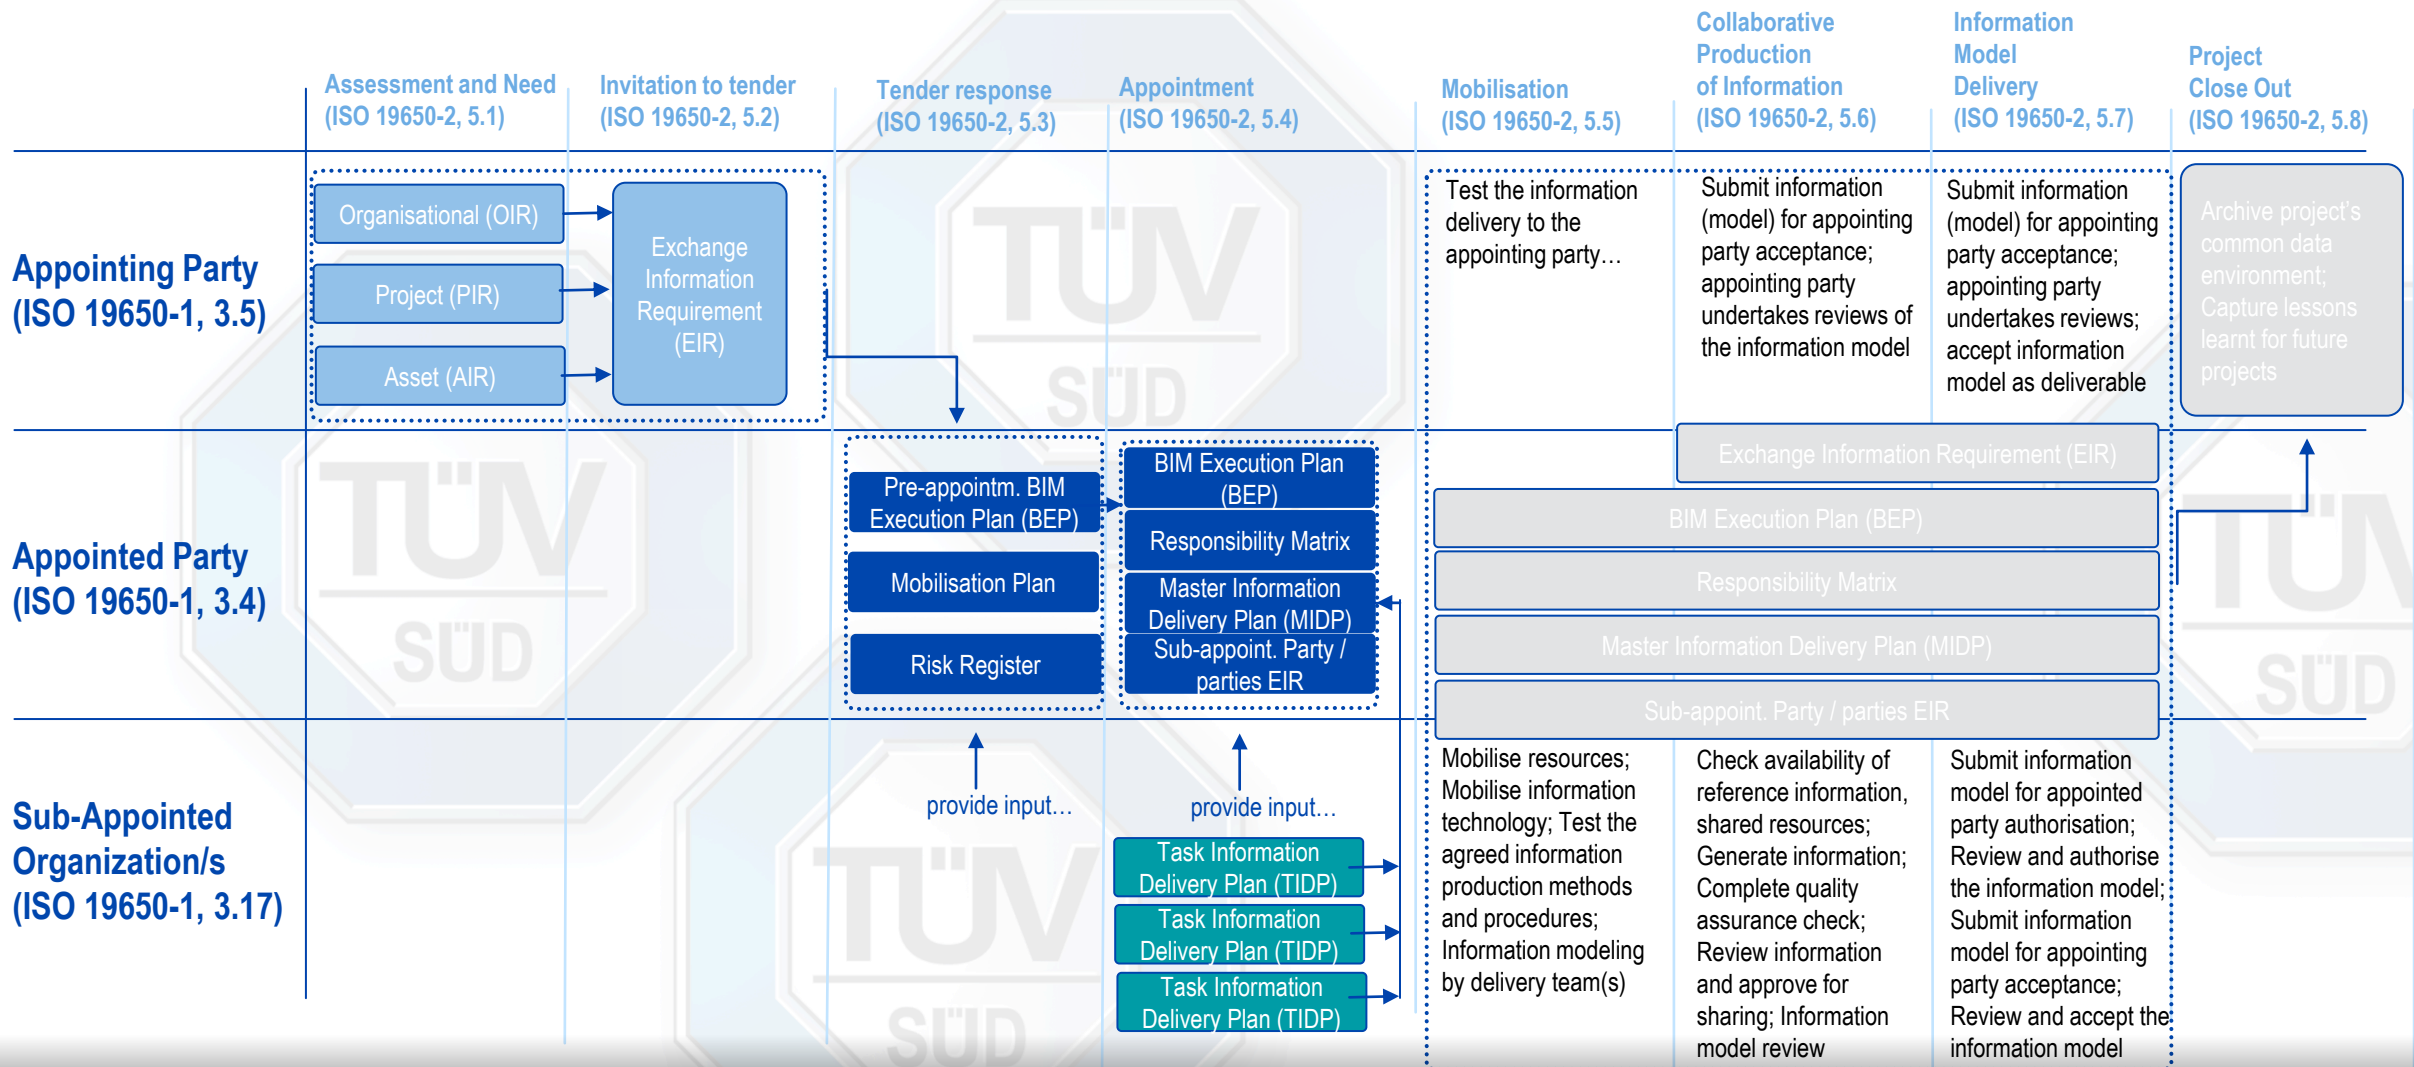 Assessment and Need
(ISO 19650-2, 5.1)
Invitation to tender
(ISO 19650-2, 5.2)
Tender response
(ISO 19650-2, 5.3)
Appointment
(ISO 19650-2, 5.4)
Mobilisation
(ISO 19650-2, 5.5)
Collaborative
Production
of Information
(ISO 19650-2, 5.6)
Information
Model
Delivery
(ISO 19650-2, 5.7)
Project
Close Out
(ISO 19650-2, 5.8)
Appointing Party
(ISO 19650-1, 3.5)
Organisational (OIR)
Project (PIR)
Asset (AIR)
Exchange
Information
Requirement
(EIR)
Test the information
delivery to the
appointing party…
Submit information
(model) for appointing
party acceptance;
appointing party
undertakes reviews of
the information model
Submit information
(model) for appointing
party acceptance;
appointing party
undertakes reviews;
accept information
model as deliverable
Archive project's
common data
environment;
Capture lessons
learnt for future
projects
Appointed Party
(ISO 19650-1, 3.4)
Pre-appointm. BIM
Execution Plan (BEP)
Mobilisation Plan
Risk Register
BIM Execution Plan
(BEP)
Responsibility Matrix
Master Information
Delivery Plan (MIDP)
Sub-appoint. Party /
parties EIR
Exchange Information Requirement (EIR)
BIM Execution Plan (BEP)
Responsibility Matrix
Master Information Delivery Plan (MIDP)
Sub-appoint. Party / parties EIR
Sub-Appointed
Organization/s
(ISO 19650-1, 3.17)
provide input…
provide input…
Task Information
Delivery Plan (TIDP)
Task Information
Delivery Plan (TIDP)
Task Information
Delivery Plan (TIDP)
Mobilise resources;
Mobilise information
technology; Test the
agreed information
production methods
and procedures;
Information modeling
by delivery team(s)
Check availability of
reference information,
shared resources;
Generate information;
Complete quality
assurance check;
Review information
and approve for
sharing; Information
model review
Submit information
model for appointed
party authorisation;
Review and authorise
the information model;
Submit information
model for appointing
party acceptance;
Review and accept the
information model
TÜV
SÜD
TÜV
SÜD
TÜV
SÜD
TÜV
SÜD